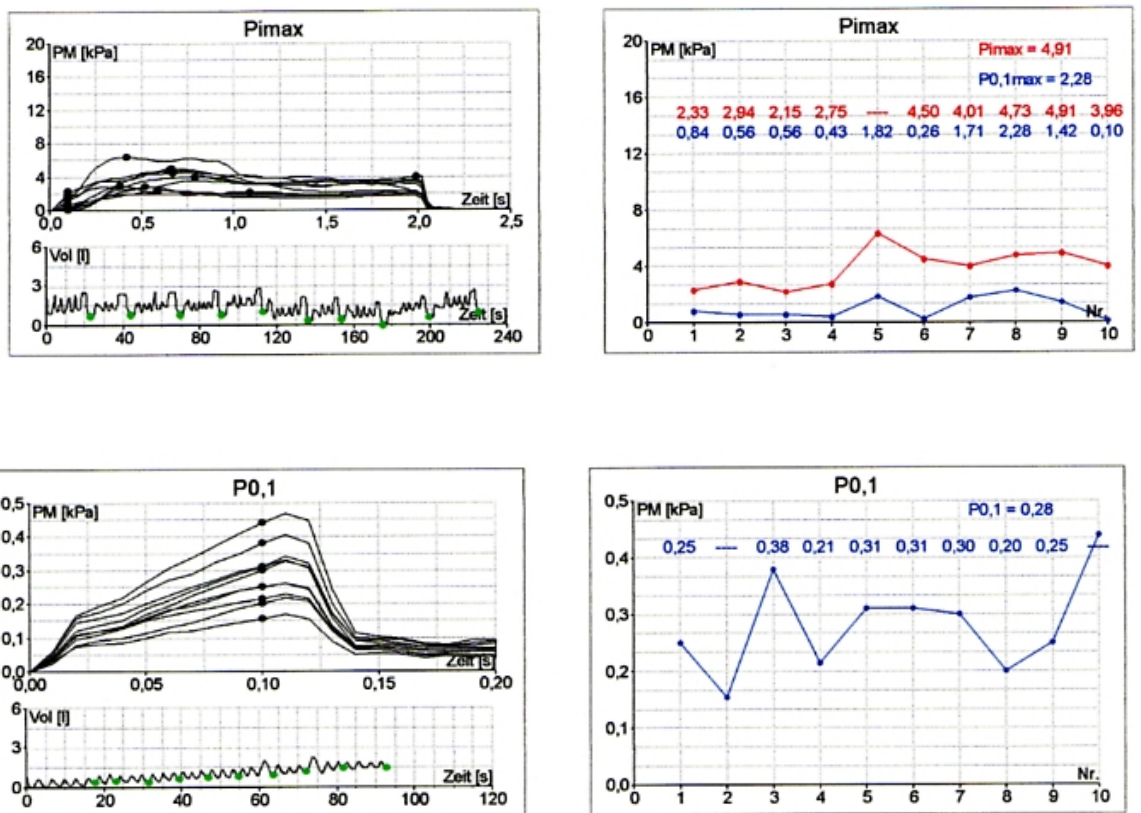 Pimax
PM [kPa]
20
16
12
8
4
0
0,0 0,5 1,0 1,5 2,0 2,5
Zeit [s]
Vol [l]
6
3
0
0 40 80 120 160 200 240
Zeit [s]
Pimax
PM [kPa]
Pimax = 4,91
P0,1max = 2,28
2,33 2,94 2,15 2,75 ---- 4,50 4,01 4,73 4,91 3,96
0,84 0,56 0,56 0,43 1,82 0,26 1,71 2,28 1,42 0,10
20
16
12
8
4
0
0 1 2 3 4 5 6 7 8 9 10
Nr.
P0,1
PM [kPa]
0,5
0,4
0,3
0,2
0,1
0,0
0,00 0,05 0,10 0,15 0,20
Zeit [s]
Vol [l]
6
3
0
0 20 40 60 80 100 120
Zeit [s]
P0,1
PM [kPa]
P0,1 = 0,28
0,25 ---- 0,38 0,21 0,31 0,31 0,30 0,20 0,25 ----
0,5
0,4
0,3
0,2
0,1
0,0
0 1 2 3 4 5 6 7 8 9 10
Nr.